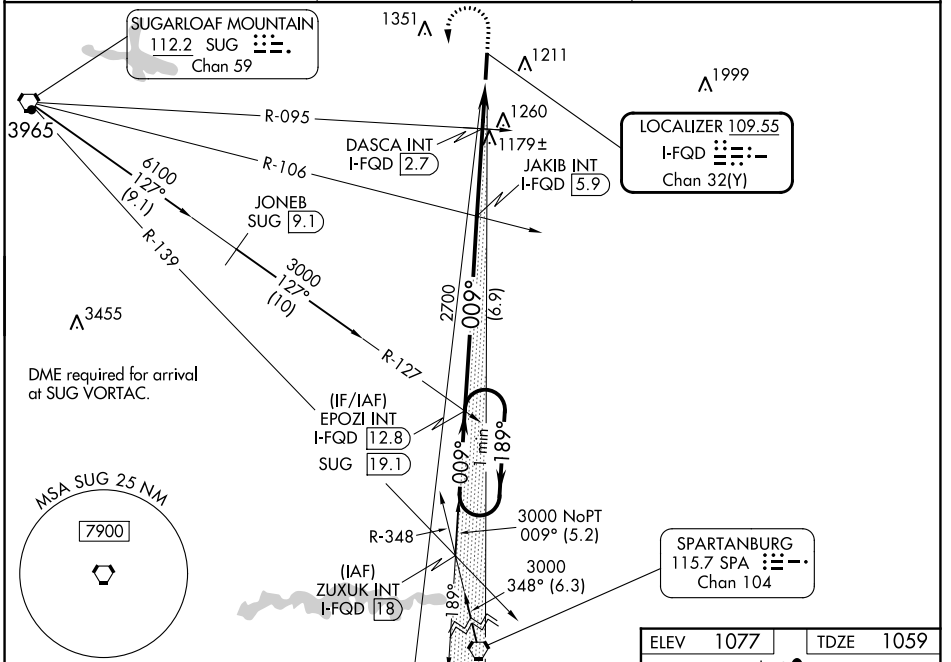 SUGARLOAF MOUNTAIN
112.2 SUG
Chan 59
1351
1211
1999
3965
R-095
1260
1179±
DASCA INT
I-FQD 2.7
LOCALIZER 109.55
I-FQD
Chan 32(Y)
R-106
JAKIB INT
I-FQD 5.9
6100
127°
(9.1)
JONEB
SUG 9.1
R-139
3000
127°
(10)
2700
009°
(6.9)
3455
R-127
DME required for arrival
at SUG VORTAC.
(IF/IAF)
EPOZI INT
I-FQD 12.8
SUG 19.1
009°
1 min
189°
MSA SUG 25 NM
7900
R-348
3000 NoPT
009° (5.2)
(IAF)
ZUXUK INT
I-FQD 18
189°
3000
348° (6.3)
SPARTANBURG
115.7 SPA
Chan 104
ELEV 1077
TDZE 1059